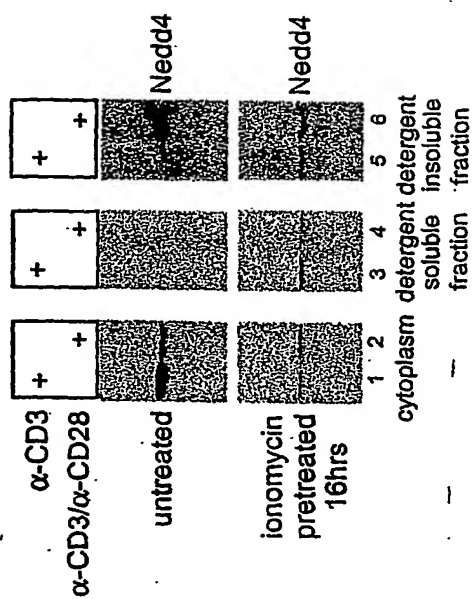 α-CD3 + + +
α-CD3/α-CD28 + + +
untreated Nedd4
ionomycin
pretreated Nedd4
16hrs
1 2 3 4 5 6
cytoplasm detergent detergent
soluble insoluble
fraction fraction